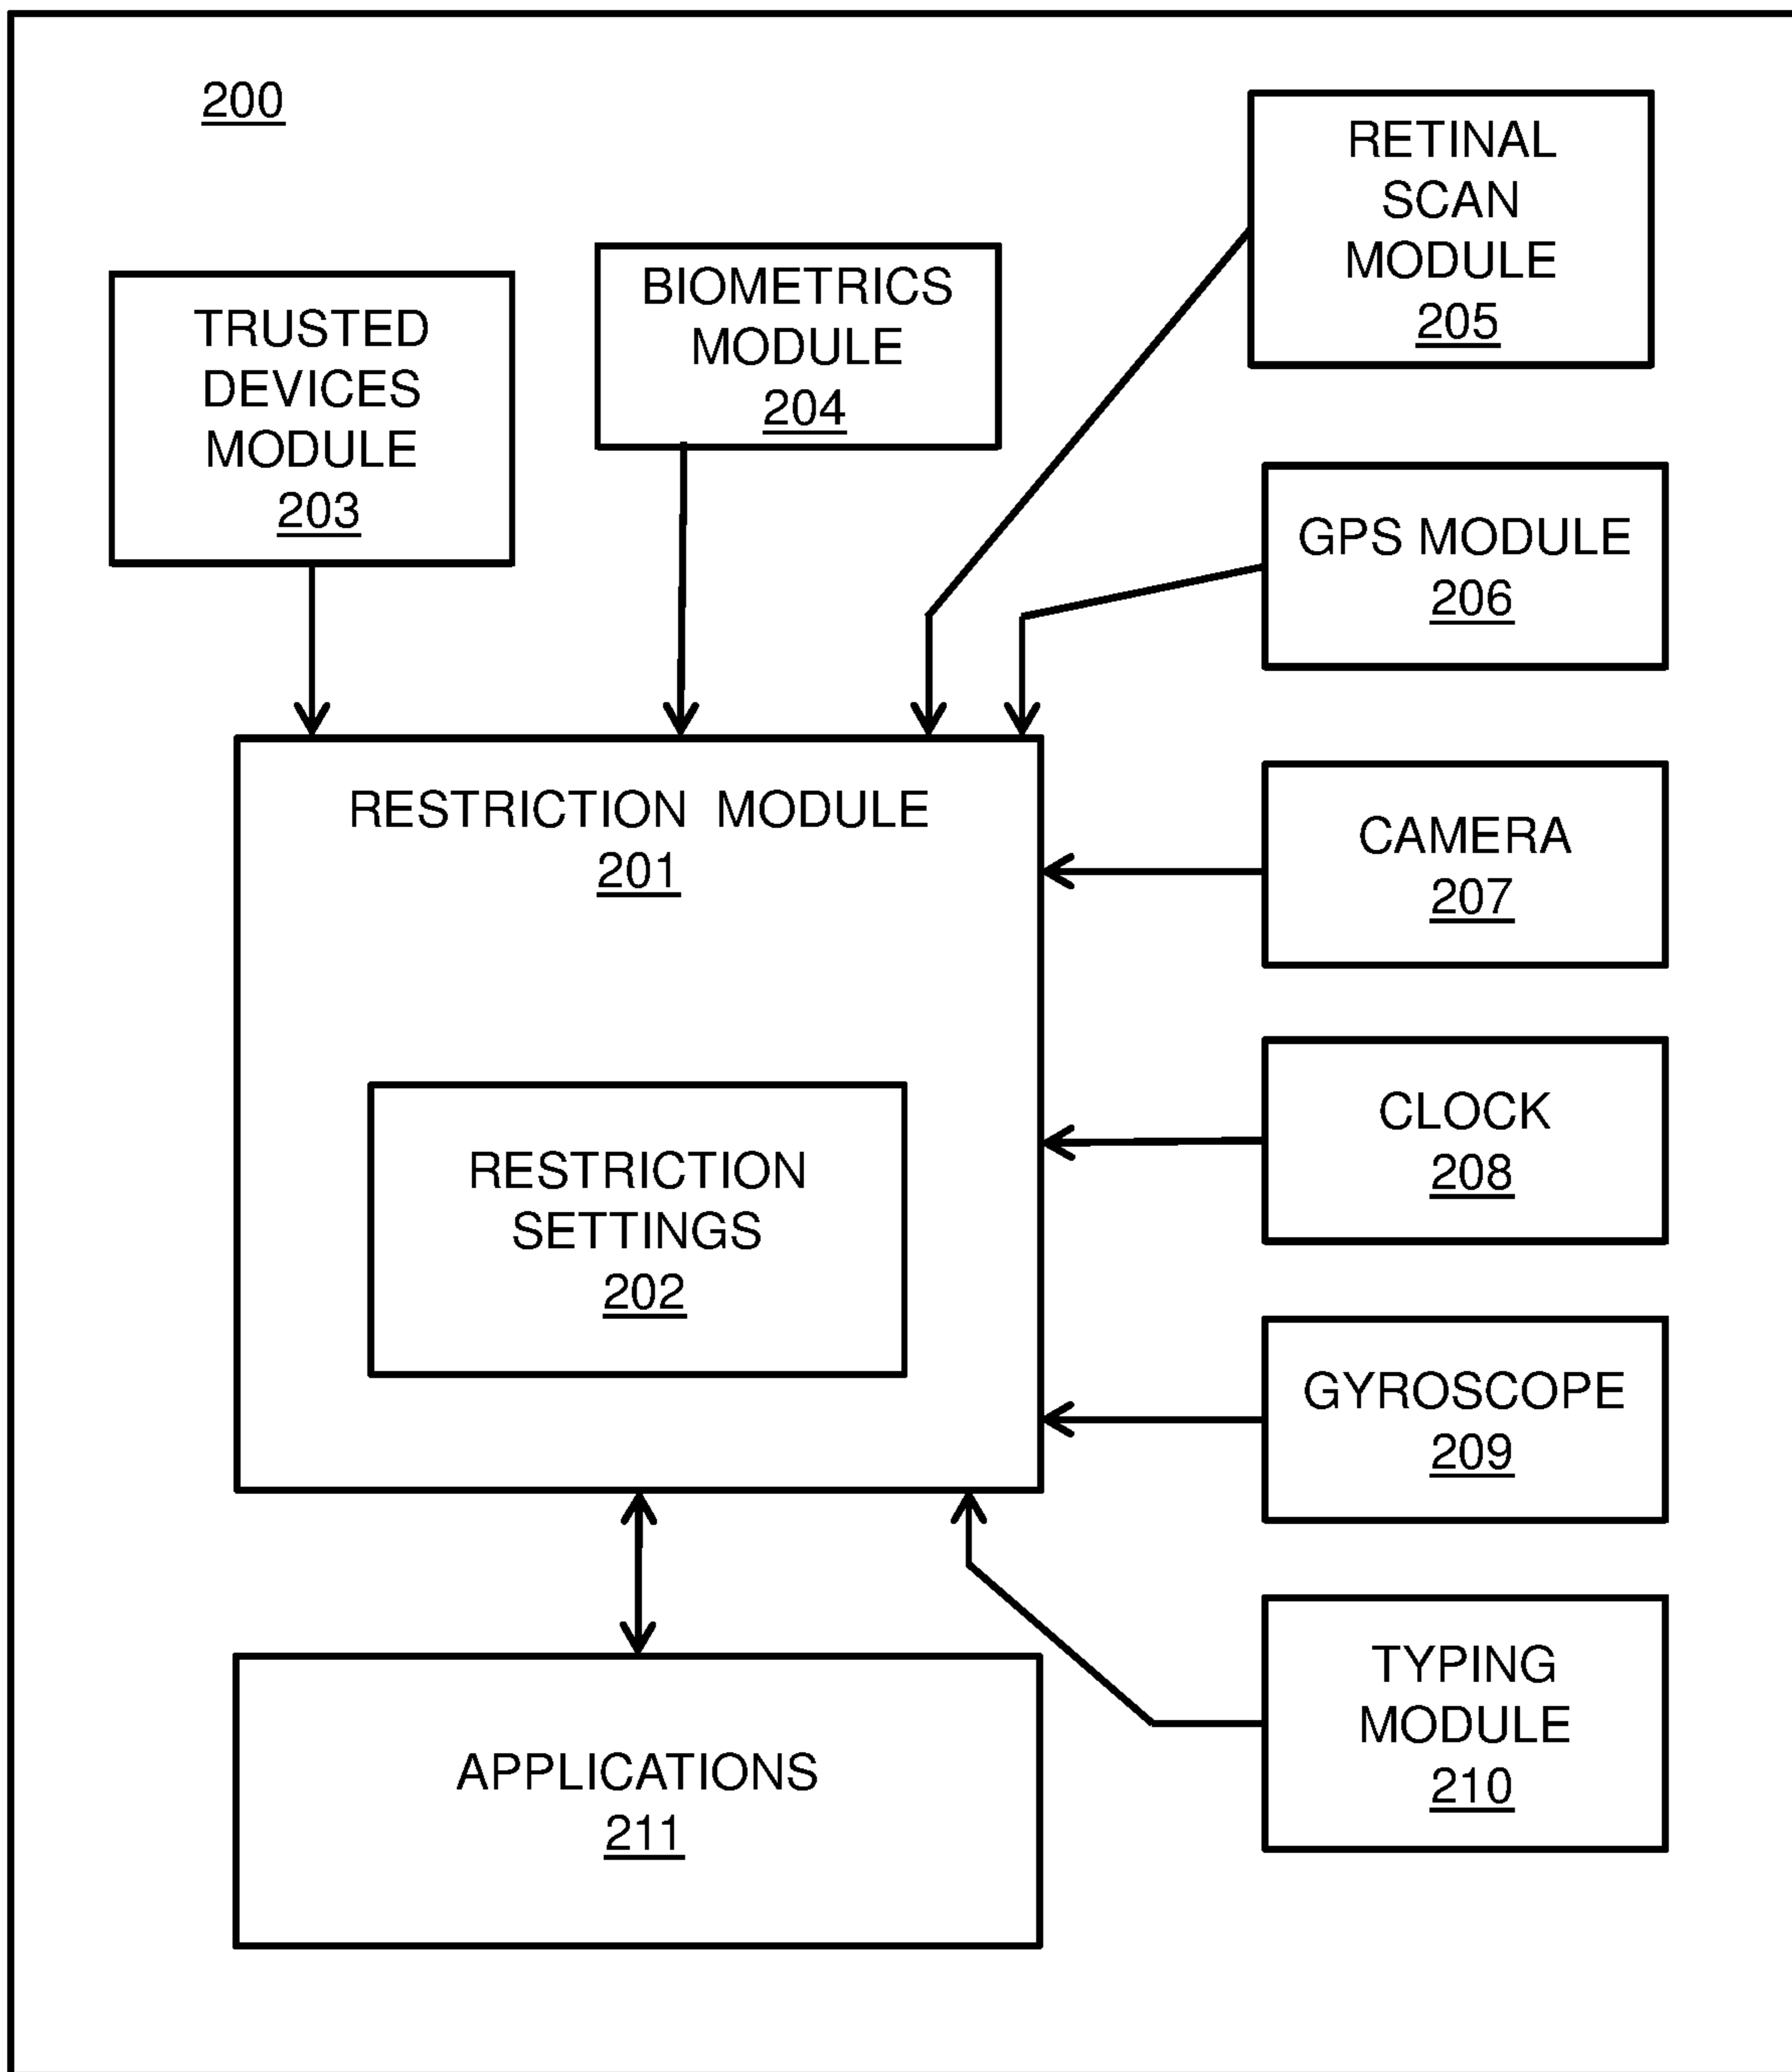 200
RETINAL
SCAN
MODULE
205
BIOMETRICS
MODULE
204
TRUSTED
DEVICES
MODULE
203
GPS MODULE
206
RESTRICTION MODULE
201
CAMERA
207
CLOCK
208
RESTRICTION
SETTINGS
202
GYROSCOPE
209
TYPING
MODULE
210
APPLICATIONS
211